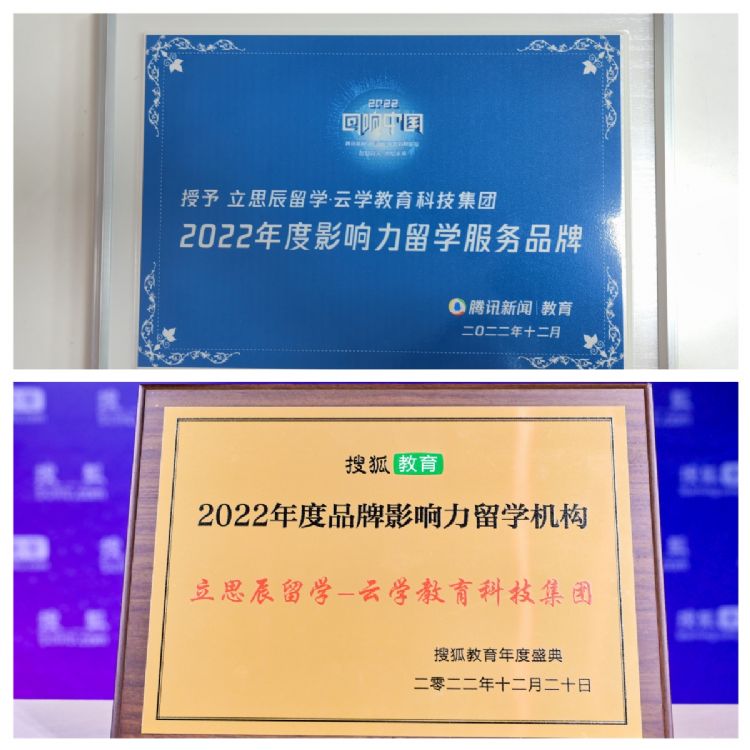 2022
回响中国
授予 立思辰留学·云学教育科技集团
2022年度影响力留学服务品牌
腾讯新闻|教育
二〇二二年十二月
搜狐教育
2022年度品牌影响力留学机构
立思辰留学—云学教育科技集团
搜狐教育年度盛典
二零二二年十二月二十日